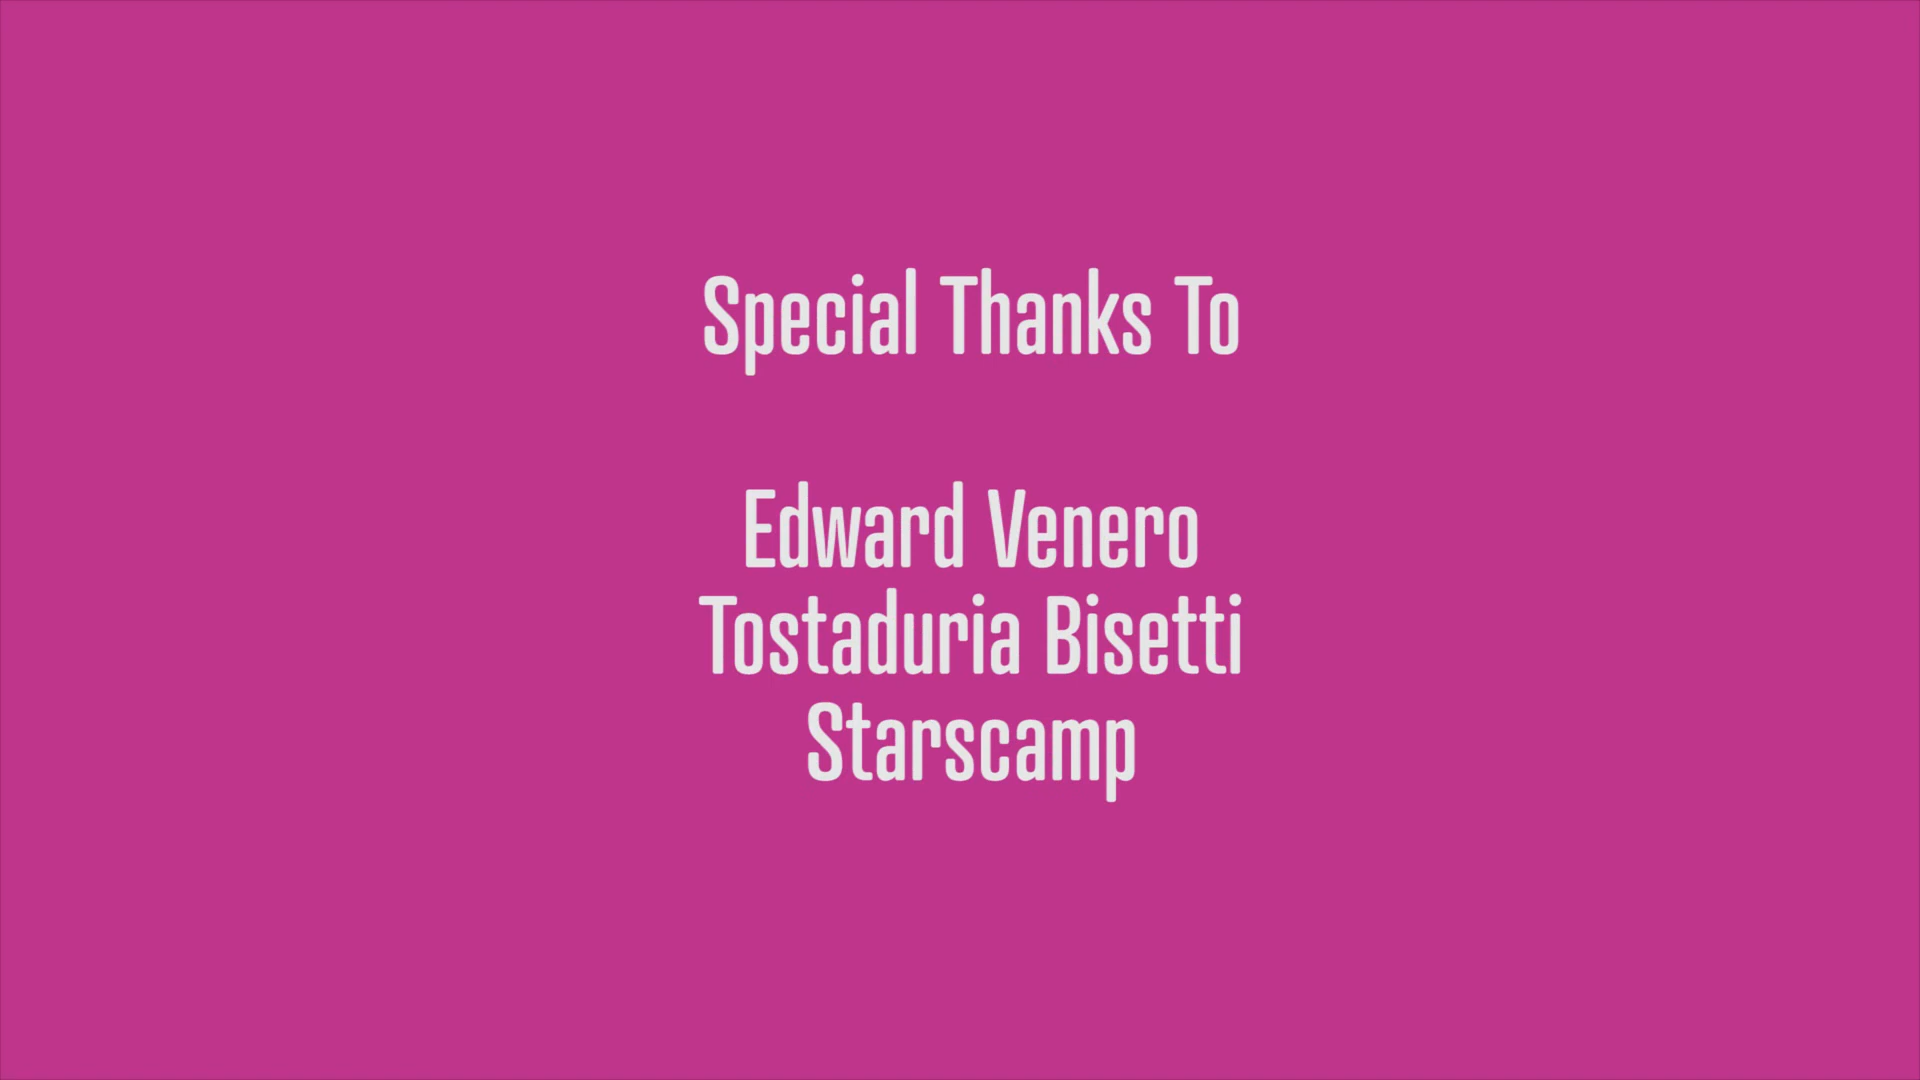 Special Thanks To
Edward Venero
Tostaduria Bisetti
Starscamp